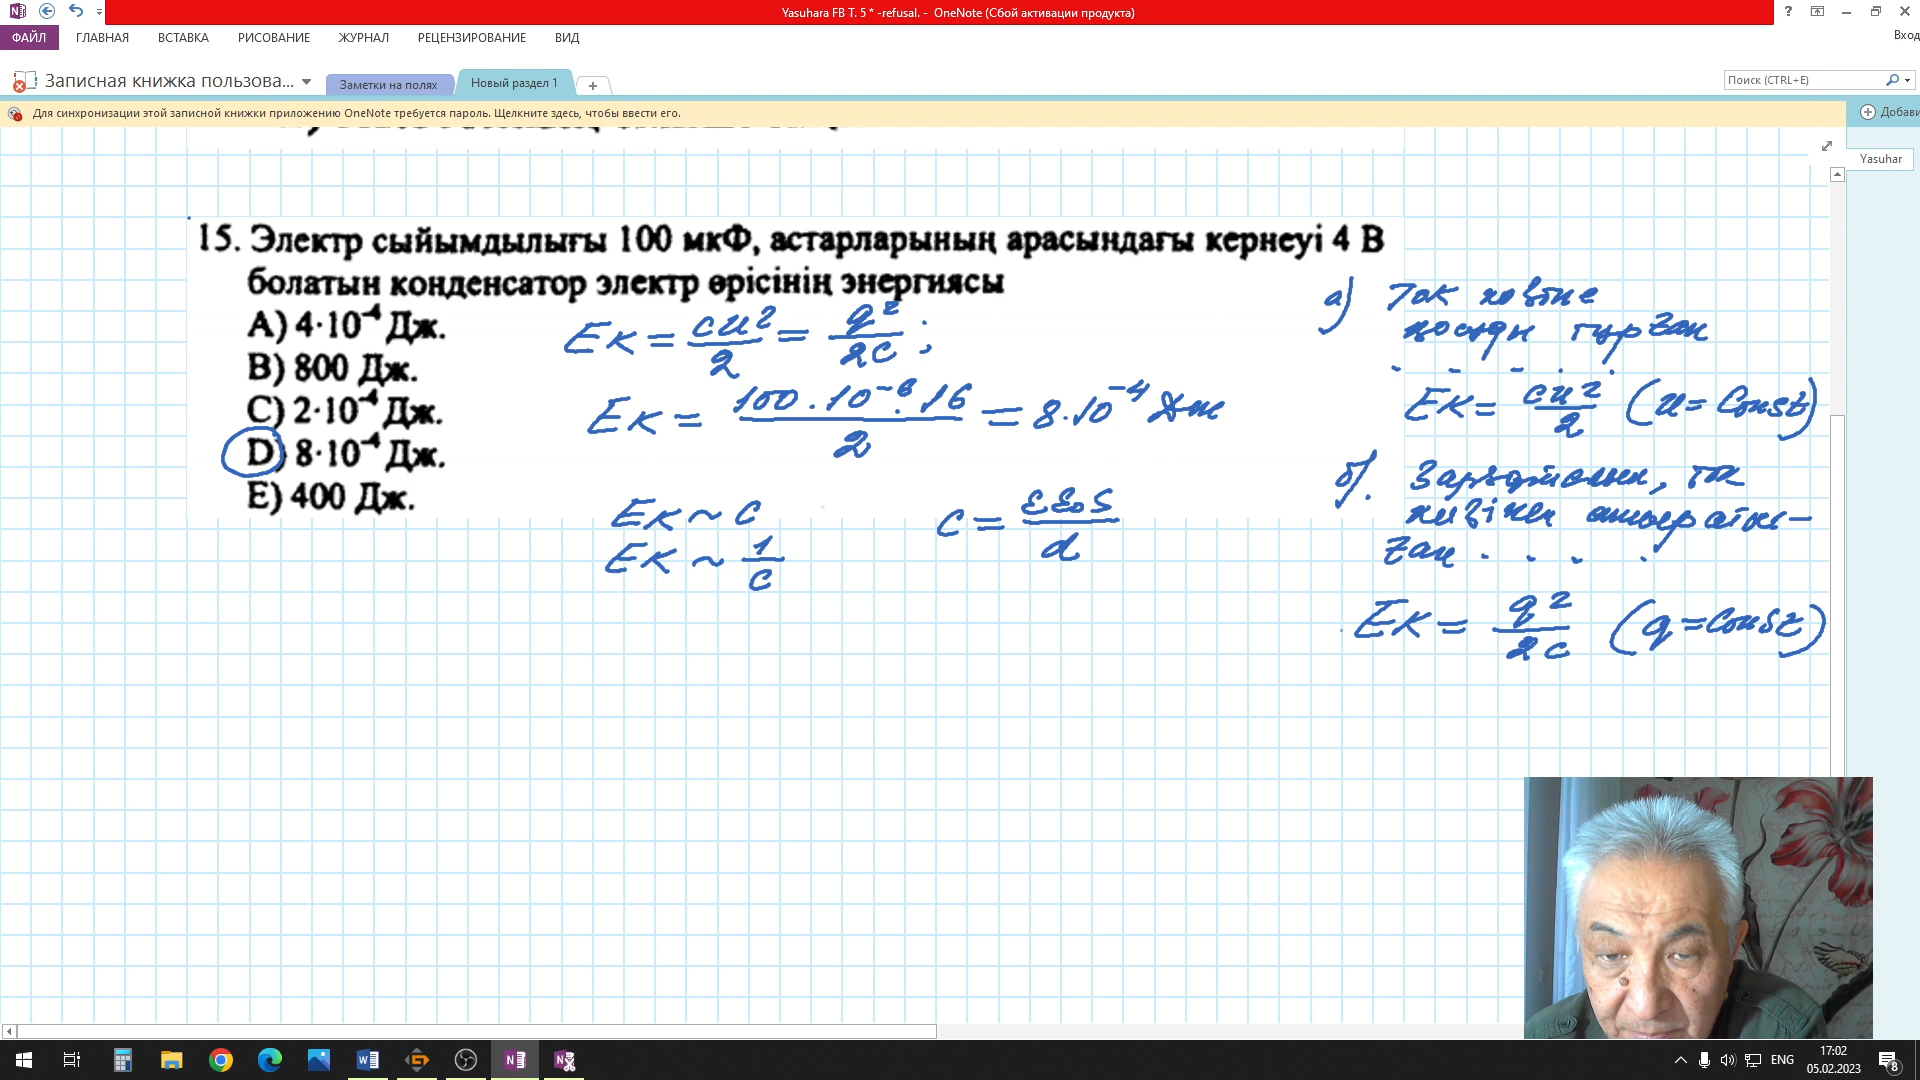 Yasuhara FB T. 5 * -refusal. - OneNote (Сбой активации продукта)
ФАЙЛ ГЛАВНАЯ ВСТАВКА РИСОВАНИЕ ЖУРНАЛ РЕЦЕНЗИРОВАНИЕ ВИД
Вход
Записная книжка пользова...
Заметки на полях
Новый раздел 1
Поиск (CTRL+E)
Для синхронизации этой записной книжки приложению OneNote требуется пароль. Щелкните здесь, чтобы ввести его.
Добави
Yasuhar
15. Электр сыйымдылығы 100 мкФ, астарларының арасындағы кернеуі 4 В
болатын конденсатор электр өрісінің энергиясы
A) 4·10⁻⁴ Дж.
B) 800 Дж.
C) 2·10⁻⁴ Дж.
D) 8·10⁻⁴ Дж.
E) 400 Дж.
Eк = cu²/2 = q²/2c ;
Eк = 100·10⁻⁶·16/2 = 8·10⁻⁴ Дж
Eк ~ c
Eк ~ 1/c
c = εε₀s/d
а) Ток көзіне
қосулы тұрған
. . . .
Eк = cu²/2 (u = Const)
б).
ток
көзінен ажыратыл-
ған . . . .
Eк = q²/2c (q = Const)
ENG
17:02
05.02.2023
8